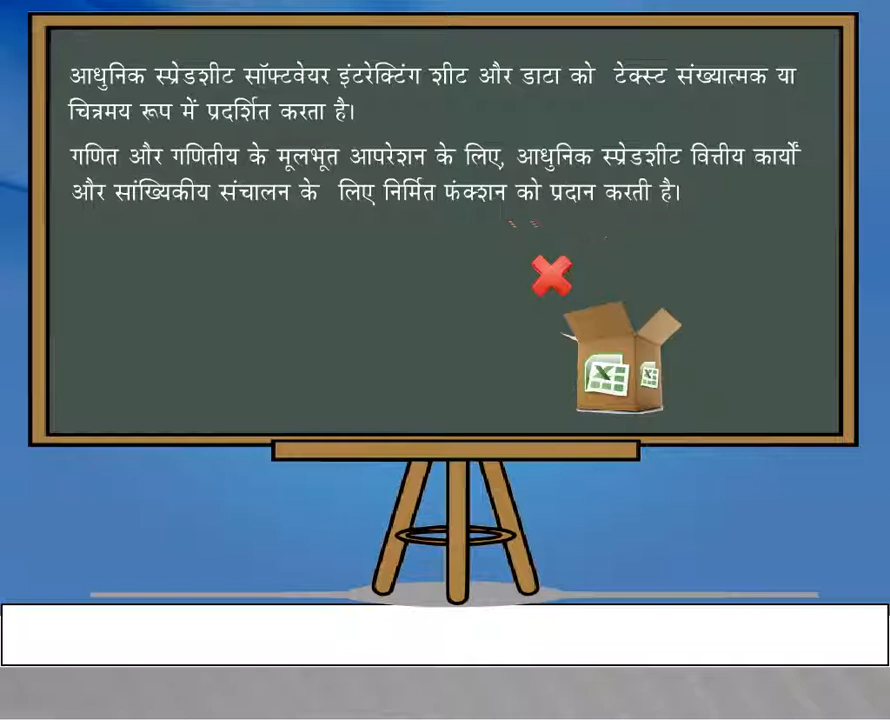 आधुनिक स्प्रेडशीट सॉफ्टवेयर इंटरेक्टिंग शीट और डाटा को टेक्स्ट संख्यात्मक या
चित्रमय रूप में प्रदर्शित करता है।
गणित और गणितीय के मूलभूत आपरेशन के लिए, आधुनिक स्प्रेडशीट वित्तीय कार्यों
और सांख्यिकीय संचालन के लिए निर्मित फंक्शन को प्रदान करती है।